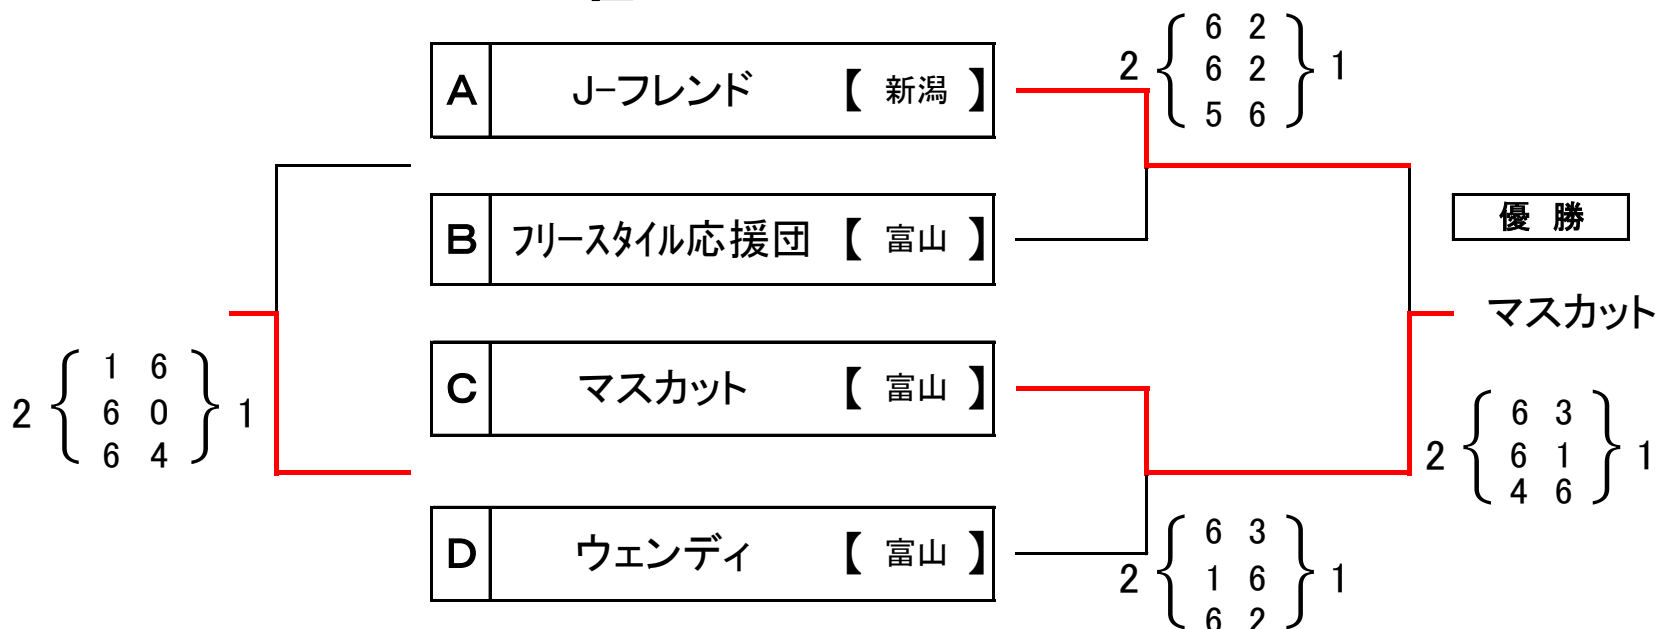 A J-フレンド 【 新潟 】
2 { 6 2 } 1
6 2
5 6
B フリースタイル応援団 【 富山 】
優 勝
マスカット
C マスカット 【 富山 】
2 { 1 6 } 1
6 0
6 4
2 { 6 3 } 1
6 1
4 6
D ウェンディ 【 富山 】
2 { 6 3 } 1
1 6
6 2